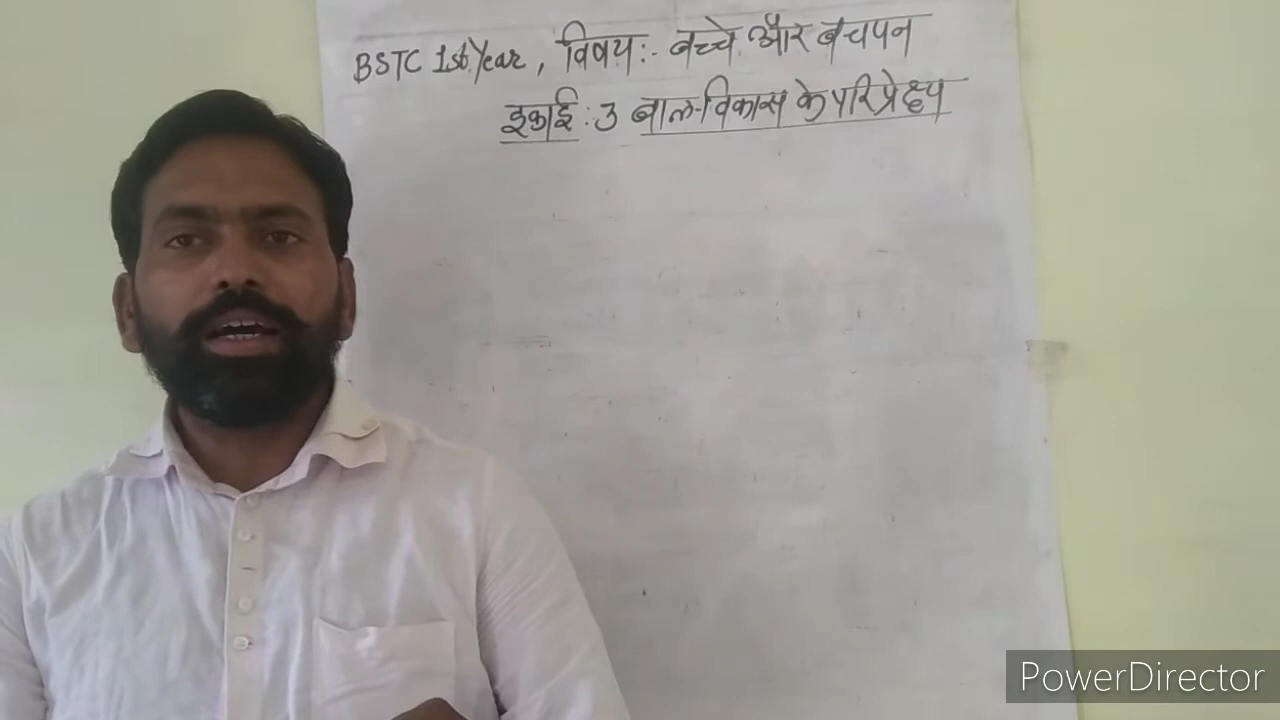 BSTC 1st Year, विषय:- बच्चे और बचपन
इकाई : 3 बाल-विकास के परिप्रेक्ष्य
PowerDirector